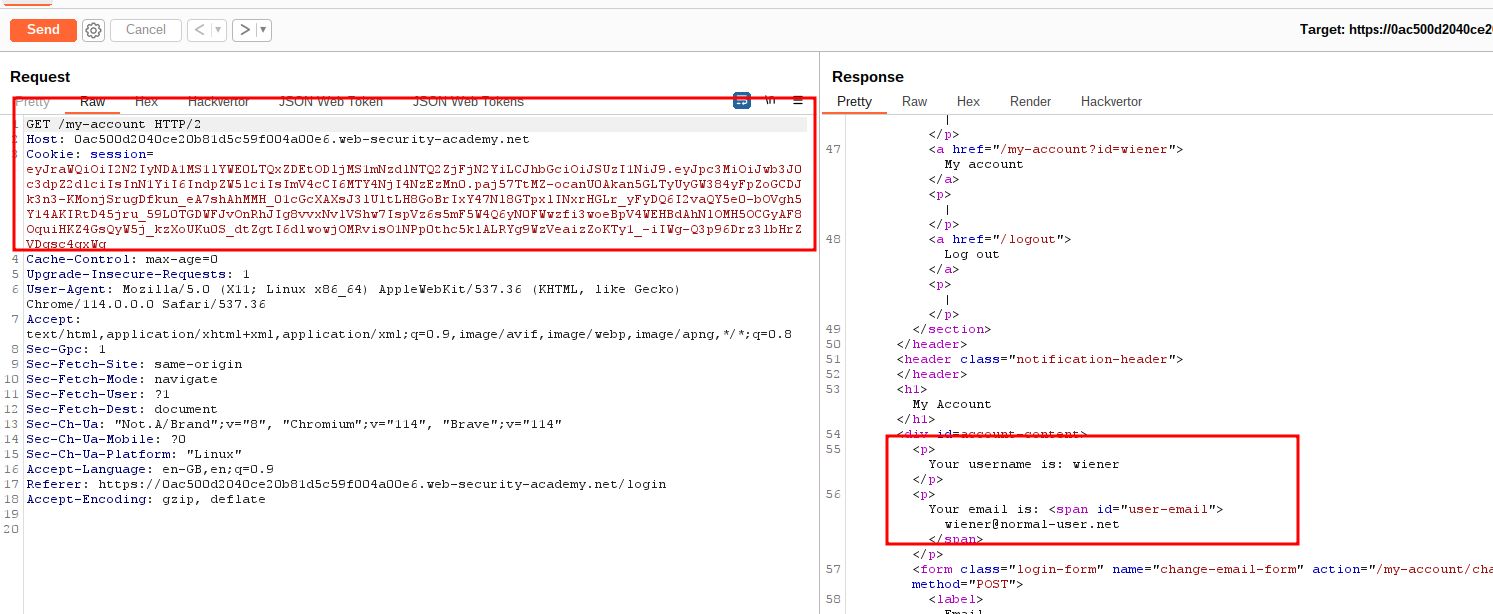 Send
Cancel
Target: https://0ac500d2040ce2
Request
Pretty Raw Hex Hackvertor JSON Web Token JSON Web Tokens \n
1 GET /my-account HTTP/2
2 Host: 0ac500d2040ce20b81d5c59f004a00e6.web-security-academy.net
3 Cookie: session=
4 Cache-Control: max-age=0
5 Upgrade-Insecure-Requests: 1
6 User-Agent: Mozilla/5.0 (X11; Linux x86_64) AppleWebKit/537.36 (KHTML, like Gecko)
Chrome/114.0.0.0 Safari/537.36
7 Accept:
text/html,application/xhtml+xml,application/xml;q=0.9,image/avif,image/webp,image/apng,*/*;q=0.8
8 Sec-Gpc: 1
9 Sec-Fetch-Site: same-origin
10 Sec-Fetch-Mode: navigate
11 Sec-Fetch-User: ?1
12 Sec-Fetch-Dest: document
13 Sec-Ch-Ua: "Not.A/Brand";v="8", "Chromium";v="114", "Brave";v="114"
14 Sec-Ch-Ua-Mobile: ?0
15 Sec-Ch-Ua-Platform: "Linux"
16 Accept-Language: en-GB,en;q=0.9
17 Referer: https://0ac500d2040ce20b81d5c59f004a00e6.web-security-academy.net/login
18 Accept-Encoding: gzip, deflate
19
20
Response
Pretty Raw Hex Render Hackvertor
|
</p>
47 <a href="/my-account?id=wiener">
My account
</a>
<p>
|
</p>
48 <a href="/logout">
Log out
</a>
<p>
|
</p>
49 </section>
50 </header>
51 <header class="notification-header">
52 </header>
53 <h1>
My Account
</h1>
54 <div id=account-content>
55 <p>
Your username is: wiener
</p>
56 <p>
Your email is: <span id="user-email">
wiener@normal-user.net
</span>
</p>
57 <form class="login-form" name="change-email-form" action="/my-account/cha
method="POST">
58 <label>
Email